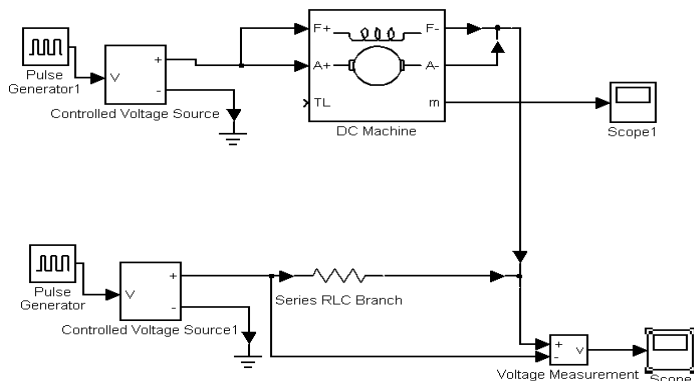 F+
F-
Pulse
Generator1
V
+
-
A+
A-
Controlled Voltage Source
TL
m
DC Machine
Scope1
Pulse
Generator
V
+
-
Series RLC Branch
Controlled Voltage Source1
+
-
v
Voltage Measurement
Scope